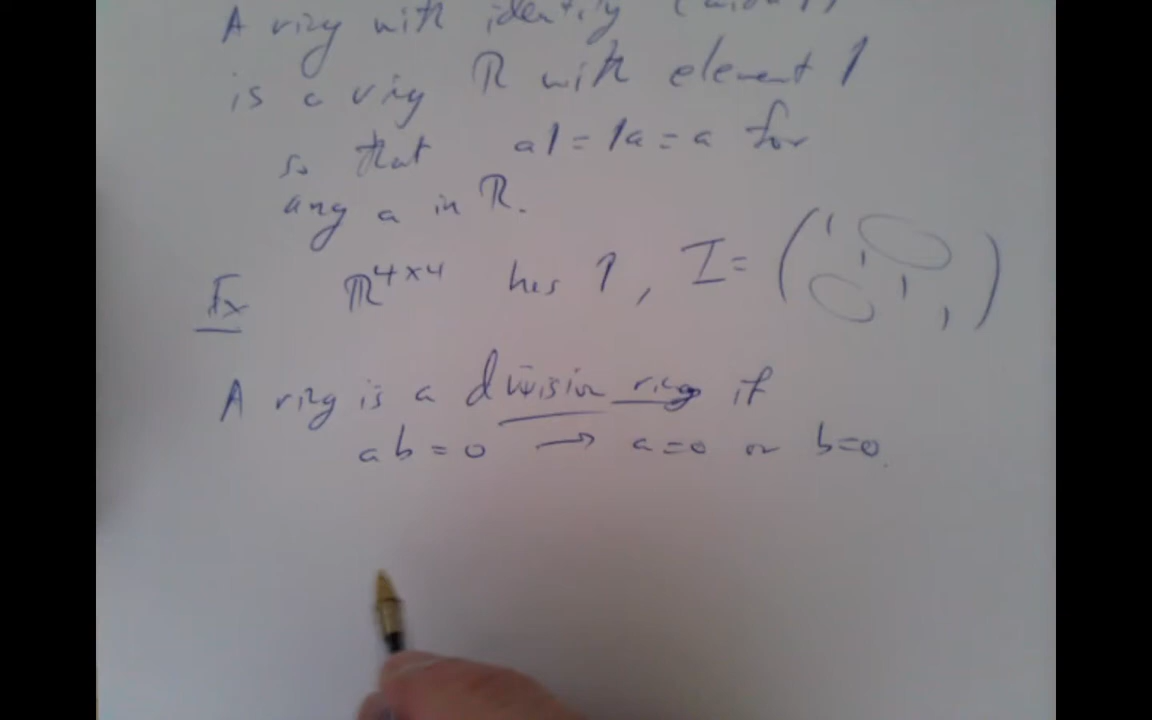 A ring with identity
is a ring R with element 1
so that a1 = 1a = a for
any a in R.
Ex ℝ^{4×4} has 1, I = ( 1 1 1 1 )
A ring is a division ring if
ab = 0 → a=0 or b=0.